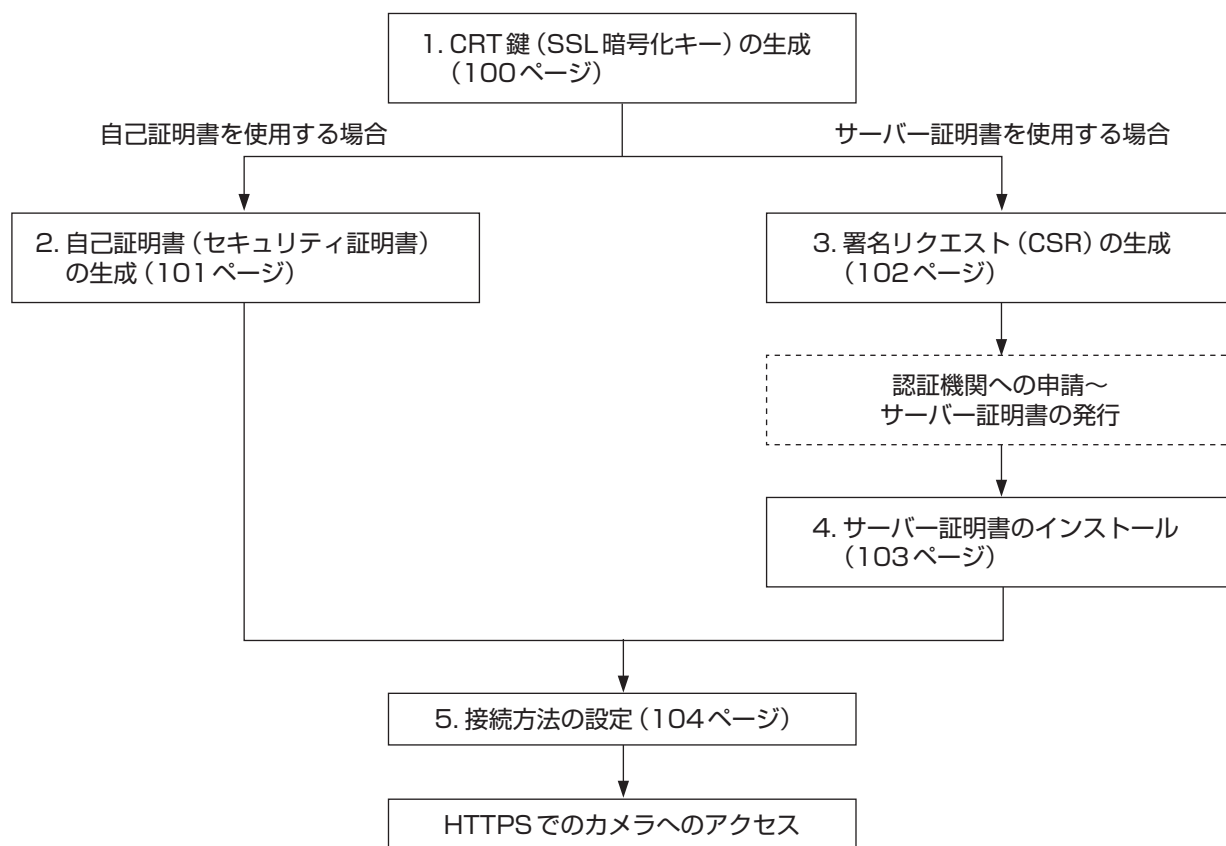 1. CRT鍵（SSL暗号化キー）の生成
（100ページ）
自己証明書を使用する場合
サーバー証明書を使用する場合
2. 自己証明書（セキュリティ証明書）
の生成（101ページ）
3. 署名リクエスト（CSR）の生成
（102ページ）
認証機関への申請～
サーバー証明書の発行
4. サーバー証明書のインストール
（103ページ）
5. 接続方法の設定（104ページ）
HTTPSでのカメラへのアクセス